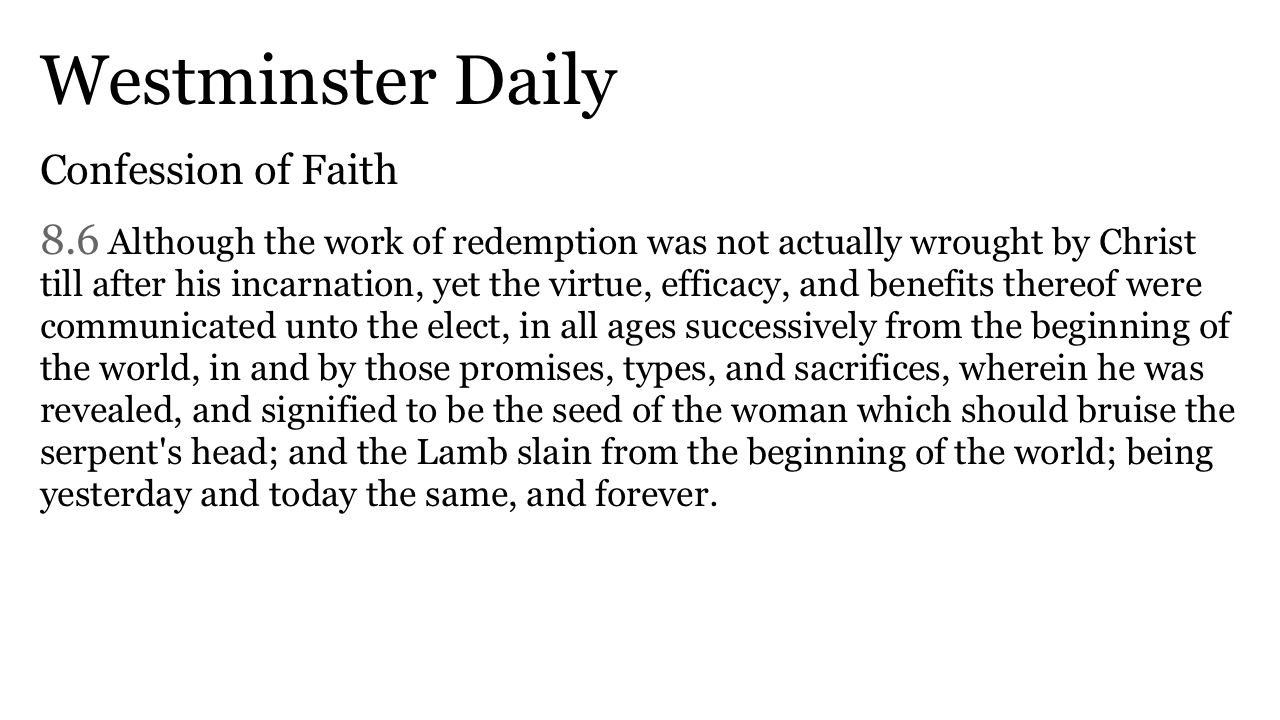 Westminster Daily
Confession of Faith
8.6 Although the work of redemption was not actually wrought by Christ
till after his incarnation, yet the virtue, efficacy, and benefits thereof were
communicated unto the elect, in all ages successively from the beginning of
the world, in and by those promises, types, and sacrifices, wherein he was
revealed, and signified to be the seed of the woman which should bruise the
serpent's head; and the Lamb slain from the beginning of the world; being
yesterday and today the same, and forever.